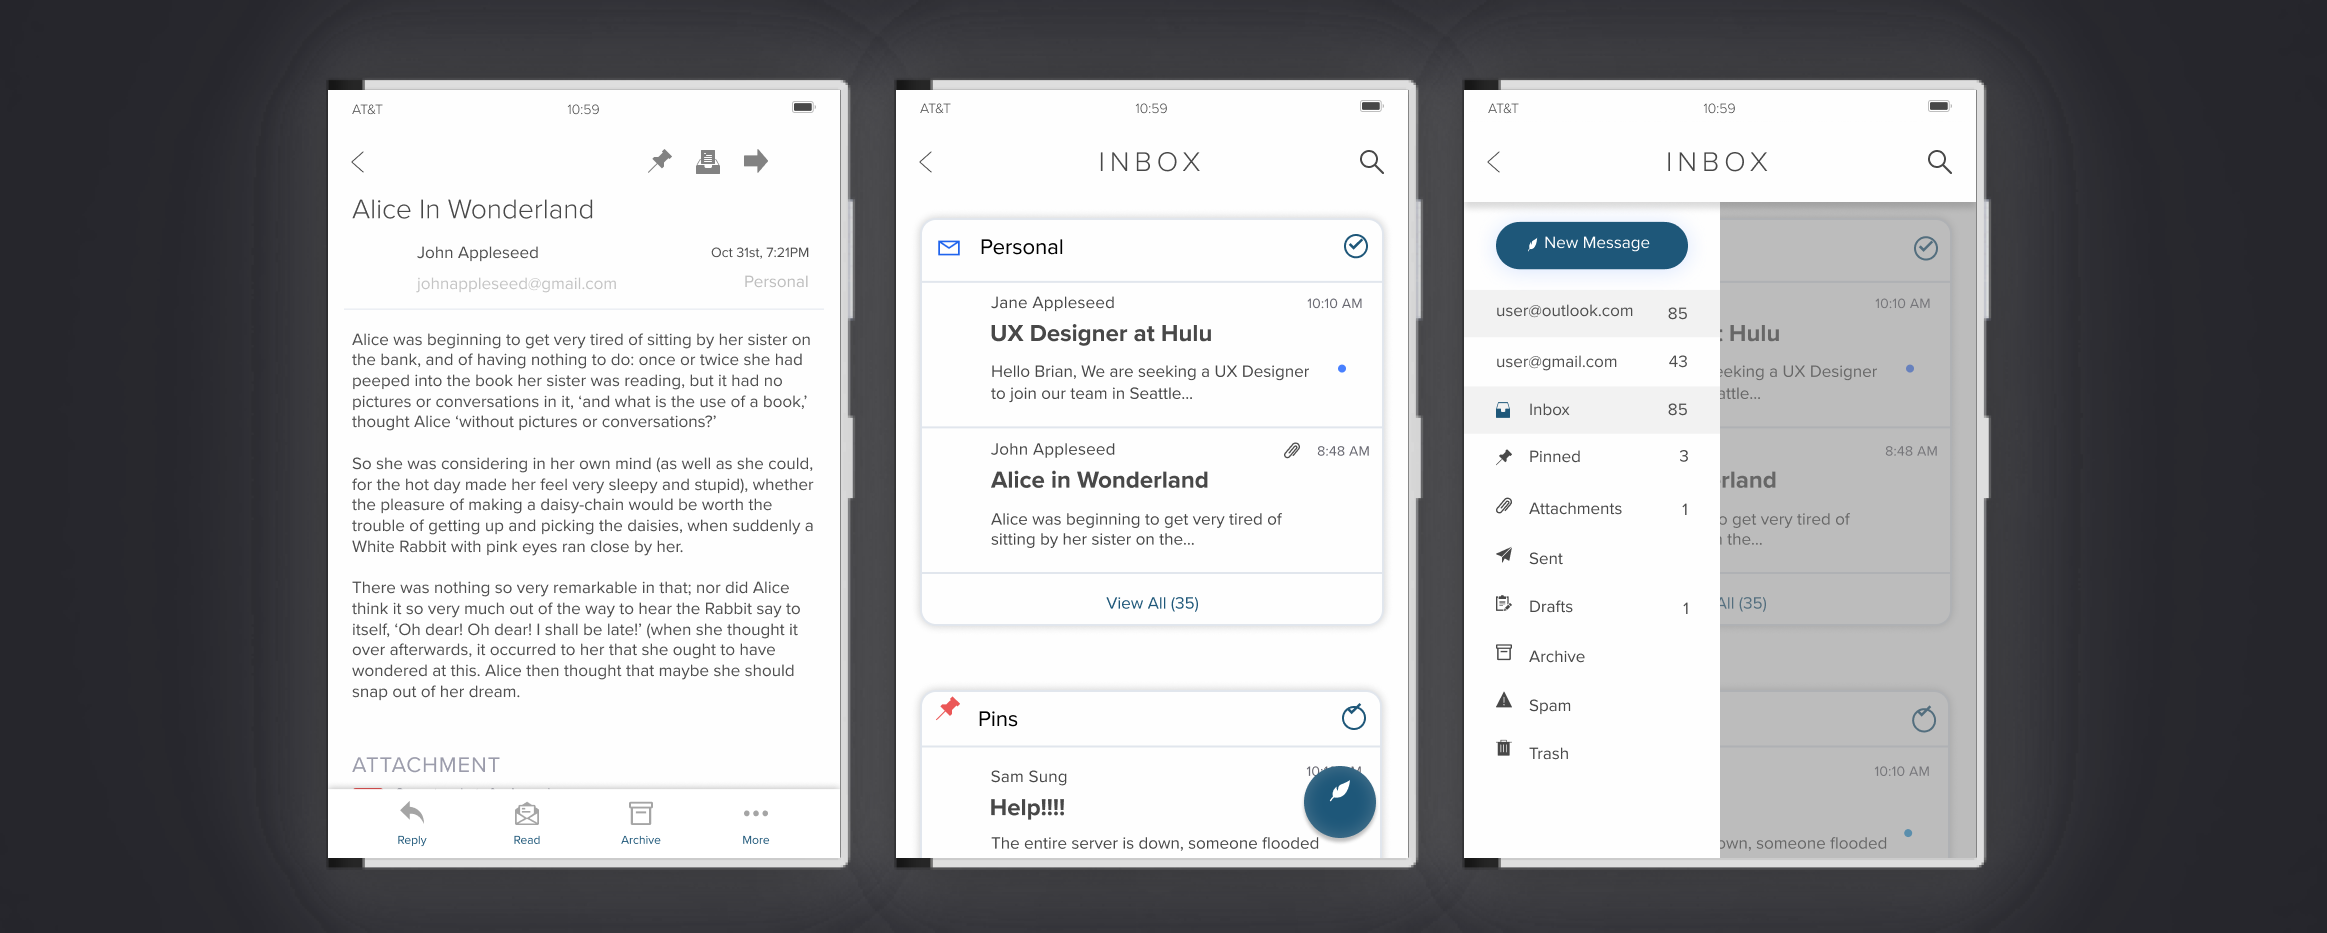 AT&T 10:59
Alice In Wonderland
John Appleseed Oct 31st, 7:21PM
johnappleseed@gmail.com Personal
Alice was beginning to get very tired of sitting by her sister on
the bank, and of having nothing to do: once or twice she had
peeped into the book her sister was reading, but it had no
pictures or conversations in it, ‘and what is the use of a book,’
thought Alice ‘without pictures or conversations?’
So she was considering in her own mind (as well as she could,
for the hot day made her feel very sleepy and stupid), whether
the pleasure of making a daisy-chain would be worth the
trouble of getting up and picking the daisies, when suddenly a
White Rabbit with pink eyes ran close by her.
There was nothing so very remarkable in that; nor did Alice
think it so very much out of the way to hear the Rabbit say to
itself, ‘Oh dear! Oh dear! I shall be late!’ (when she thought it
over afterwards, it occurred to her that she ought to have
wondered at this. Alice then thought that maybe she should
snap out of her dream.
ATTACHMENT
Reply Read Archive More
AT&T 10:59
INBOX
Personal
Jane Appleseed 10:10 AM
UX Designer at Hulu
Hello Brian, We are seeking a UX Designer
to join our team in Seattle...
John Appleseed 8:48 AM
Alice in Wonderland
Alice was beginning to get very tired of
sitting by her sister on the...
View All (35)
Pins
Sam Sung
Help!!!!
The entire server is down, someone flooded
AT&T 10:59
INBOX
New Message
user@outlook.com 85
user@gmail.com 43
Inbox 85
Pinned 3
Attachments 1
Sent
Drafts 1
Archive
Spam
Trash
10:10 AM
Hulu
eeking a UX Designer
attle...
8:48 AM
rland
o get very tired of
the...
All (35)
10:10 AM
own, someone flooded